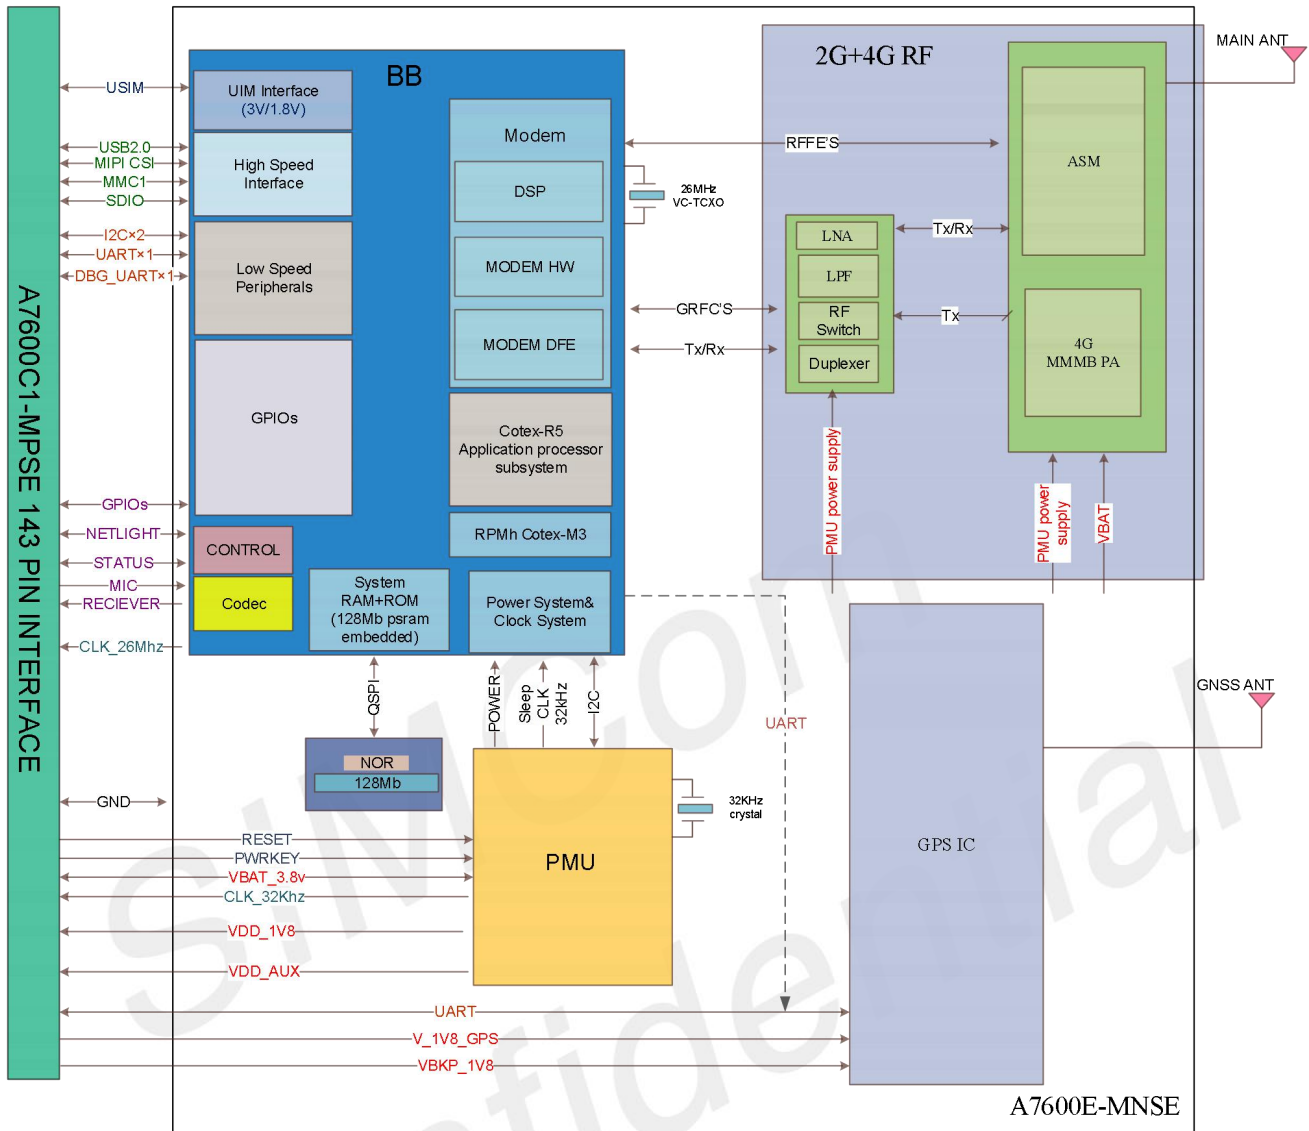 A7600C1-MPSE 143 PIN INTERFACE
USIM
USB2.0
MIPI CSI
MMC1
SDIO
I2C×2
UART×1
DBG_UART×1
GPIOs
NETLIGHT
STATUS
MIC
RECIEVER
CLK_26Mhz
GND
RESET
PWRKEY
VBAT_3.8v
CLK_32Khz
VDD_1V8
VDD_AUX
UART
V_1V8_GPS
VBKP_1V8
BB
UIM Interface
(3V/1.8V)
High Speed
Interface
Low Speed
Peripherals
GPIOs
CONTROL
Codec
System
RAM+ROM
(128Mb psram
embedded)
Modem
DSP
MODEM HW
MODEM DFE
Cotex-R5
Application processor
subsystem
RPMh Cotex-M3
Power System&
Clock System
QSPI
NOR
128Mb
POWER
Sleep
CLK
32kHz
I2C
PMU
32KHz
crystal
26MHz
VC-TCXO
RFFE'S
GRFC'S
Tx/Rx
UART
2G+4G RF
LNA
LPF
RF
Switch
Duplexer
Tx/Rx
Tx
ASM
4G
MMMB PA
PMU power supply
PMU power
supply
VBAT
MAIN ANT
GNSS ANT
GPS IC
A7600E-MNSE
SIMCom
Confidential